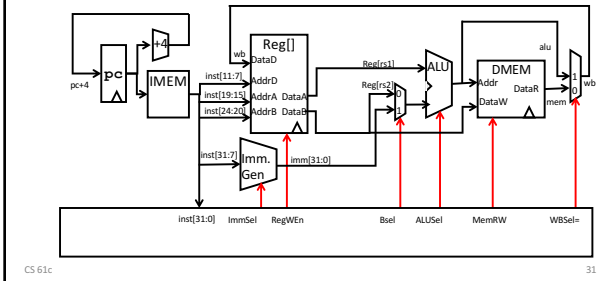 +4
wb
Reg[]
DataD
ALU
alu
pc
pc+4
IMEM
inst[11:7]
AddrD
inst[19:15]
AddrA
DataA
inst[24:20]
AddrB
DataB
Reg[rs1]
Reg[rs2]
0
1
DMEM
Addr
DataR
DataW
mem
1
0
wb
inst[31:7]
Imm.
Gen
imm[31:0]
inst[31:0]
ImmSel
RegWEn
Bsel
ALUSel
MemRW
WBSel=
CS 61c
31